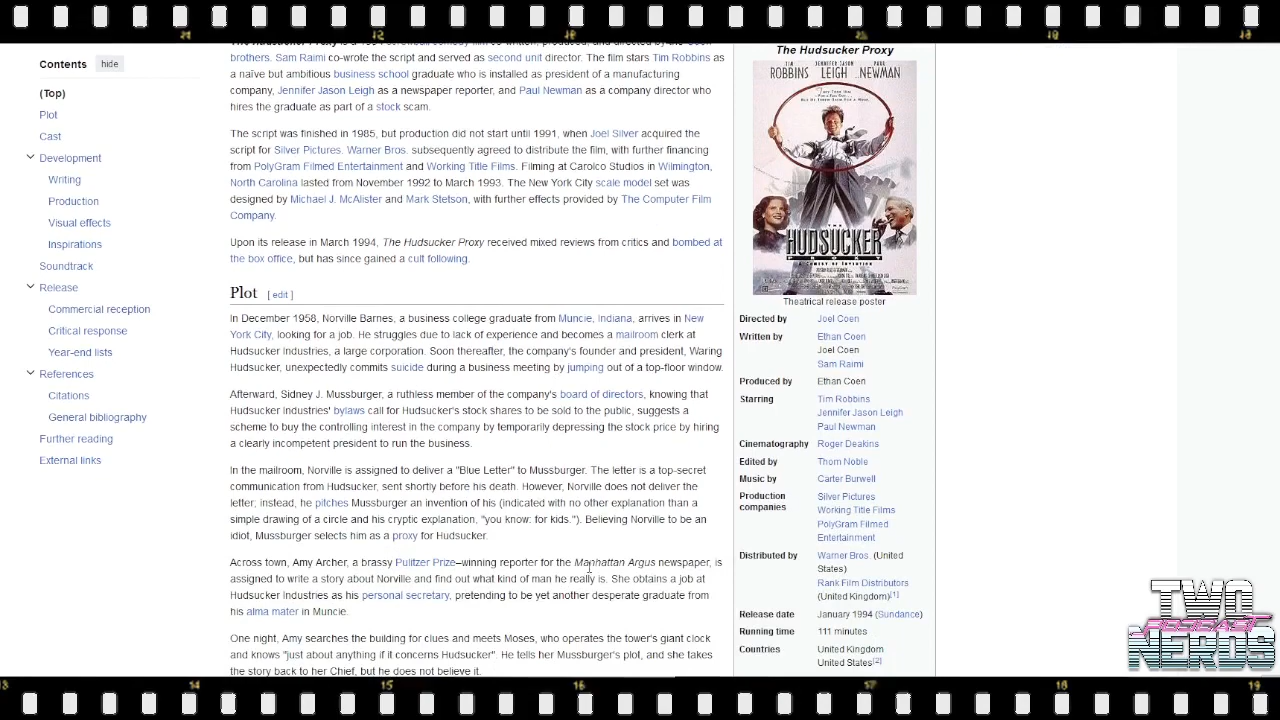 Contents hide
(Top)
Plot
Cast
Development
Writing
Production
Visual effects
Inspirations
Soundtrack
Release
Commercial reception
Critical response
Year-end lists
References
Citations
General bibliography
Further reading
External links
brothers. Sam Raimi co-wrote the script and served as second unit director. The film stars Tim Robbins as
a naïve but ambitious business school graduate who is installed as president of a manufacturing
company, Jennifer Jason Leigh as a newspaper reporter, and Paul Newman as a company director who
hires the graduate as part of a stock scam.
The script was finished in 1985, but production did not start until 1991, when Joel Silver acquired the
script for Silver Pictures. Warner Bros. subsequently agreed to distribute the film, with further financing
from PolyGram Filmed Entertainment and Working Title Films. Filming at Carolco Studios in Wilmington,
North Carolina lasted from November 1992 to March 1993. The New York City scale model set was
designed by Michael J. McAlister and Mark Stetson, with further effects provided by The Computer Film
Company.
Upon its release in March 1994, The Hudsucker Proxy received mixed reviews from critics and bombed at
the box office, but has since gained a cult following.
Plot [ edit ]
In December 1958, Norville Barnes, a business college graduate from Muncie, Indiana, arrives in New
York City, looking for a job. He struggles due to lack of experience and becomes a mailroom clerk at
Hudsucker Industries, a large corporation. Soon thereafter, the company's founder and president, Waring
Hudsucker, unexpectedly commits suicide during a business meeting by jumping out of a top-floor window.
Afterward, Sidney J. Mussburger, a ruthless member of the company's board of directors, knowing that
Hudsucker Industries' bylaws call for Hudsucker's stock shares to be sold to the public, suggests a
scheme to buy the controlling interest in the company by temporarily depressing the stock price by hiring
a clearly incompetent president to run the business.
In the mailroom, Norville is assigned to deliver a "Blue Letter" to Mussburger. The letter is a top-secret
communication from Hudsucker, sent shortly before his death. However, Norville does not deliver the
letter; instead, he pitches Mussburger an invention of his (indicated with no other explanation than a
simple drawing of a circle and his cryptic explanation, "you know: for kids."). Believing Norville to be an
idiot, Mussburger selects him as a proxy for Hudsucker.
Across town, Amy Archer, a brassy Pulitzer Prize–winning reporter for the Manhattan Argus newspaper, is
assigned to write a story about Norville and find out what kind of man he really is. She obtains a job at
Hudsucker Industries as his personal secretary, pretending to be yet another desperate graduate from
his alma mater in Muncie.
One night, Amy searches the building for clues and meets Moses, who operates the tower's giant clock
and knows "just about anything if it concerns Hudsucker". He tells her Mussburger's plot, and she takes
the story back to her Chief, but he does not believe it.
The Hudsucker Proxy
TIM ROBBINS JENNIFER JASON LEIGH PAUL NEWMAN
THE HUDSUCKER PROXY
Theatrical release poster
Directed by Joel Coen
Written by Ethan Coen
Joel Coen
Sam Raimi
Produced by Ethan Coen
Starring Tim Robbins
Jennifer Jason Leigh
Paul Newman
Cinematography Roger Deakins
Edited by Thom Noble
Music by Carter Burwell
Production companies Silver Pictures
Working Title Films
PolyGram Filmed
Entertainment
Distributed by Warner Bros. (United
States)
Rank Film Distributors
(United Kingdom)[1]
Release date January 1994 (Sundance)
Running time 111 minutes
Countries United Kingdom
United States[2]
TWO
NERDS
13 14 15 16 17 18 19